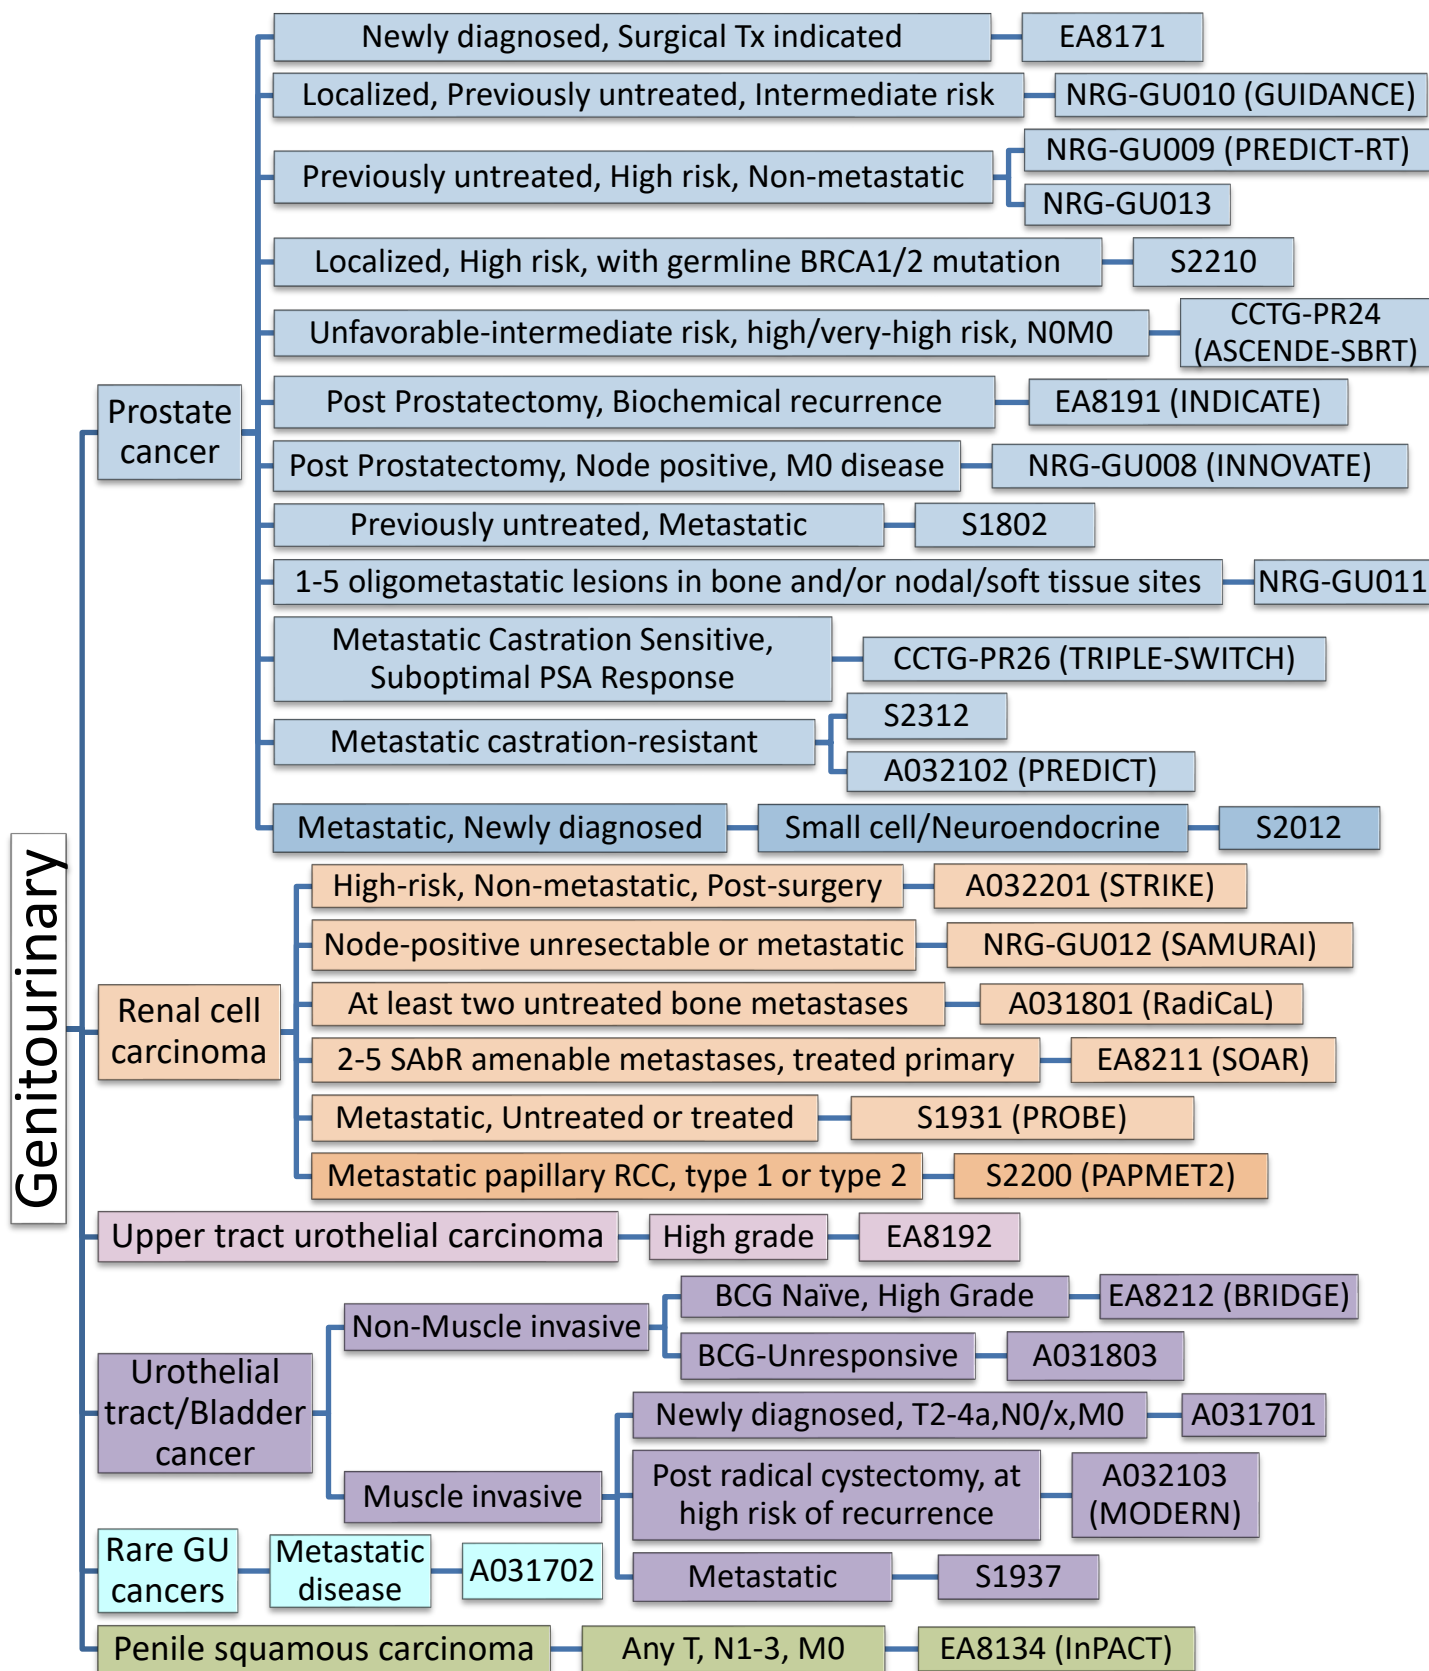 Genitourinary
Prostate
cancer
Newly diagnosed, Surgical Tx indicated
EA8171
Localized, Previously untreated, Intermediate risk
NRG-GU010 (GUIDANCE)
Previously untreated, High risk, Non-metastatic
NRG-GU009 (PREDICT-RT)
NRG-GU013
Localized, High risk, with germline BRCA1/2 mutation
S2210
Unfavorable-intermediate risk, high/very-high risk, N0M0
CCTG-PR24
(ASCENDE-SBRT)
Post Prostatectomy, Biochemical recurrence
EA8191 (INDICATE)
Post Prostatectomy, Node positive, M0 disease
NRG-GU008 (INNOVATE)
Previously untreated, Metastatic
S1802
1-5 oligometastatic lesions in bone and/or nodal/soft tissue sites
NRG-GU011
Metastatic Castration Sensitive,
Suboptimal PSA Response
CCTG-PR26 (TRIPLE-SWITCH)
Metastatic castration-resistant
S2312
A032102 (PREDICT)
Metastatic, Newly diagnosed
Small cell/Neuroendocrine
S2012
Renal cell
carcinoma
High-risk, Non-metastatic, Post-surgery
A032201 (STRIKE)
Node-positive unresectable or metastatic
NRG-GU012 (SAMURAI)
At least two untreated bone metastases
A031801 (RadiCaL)
2-5 SAbR amenable metastases, treated primary
EA8211 (SOAR)
Metastatic, Untreated or treated
S1931 (PROBE)
Metastatic papillary RCC, type 1 or type 2
S2200 (PAPMET2)
Upper tract urothelial carcinoma
High grade
EA8192
Urothelial
tract/Bladder
cancer
Non-Muscle invasive
BCG Naïve, High Grade
EA8212 (BRIDGE)
BCG-Unresponsive
A031803
Muscle invasive
Newly diagnosed, T2-4a,N0/x,M0
A031701
Post radical cystectomy, at
high risk of recurrence
A032103
(MODERN)
Metastatic
S1937
Rare GU
cancers
Metastatic
disease
A031702
Penile squamous carcinoma
Any T, N1-3, M0
EA8134 (InPACT)